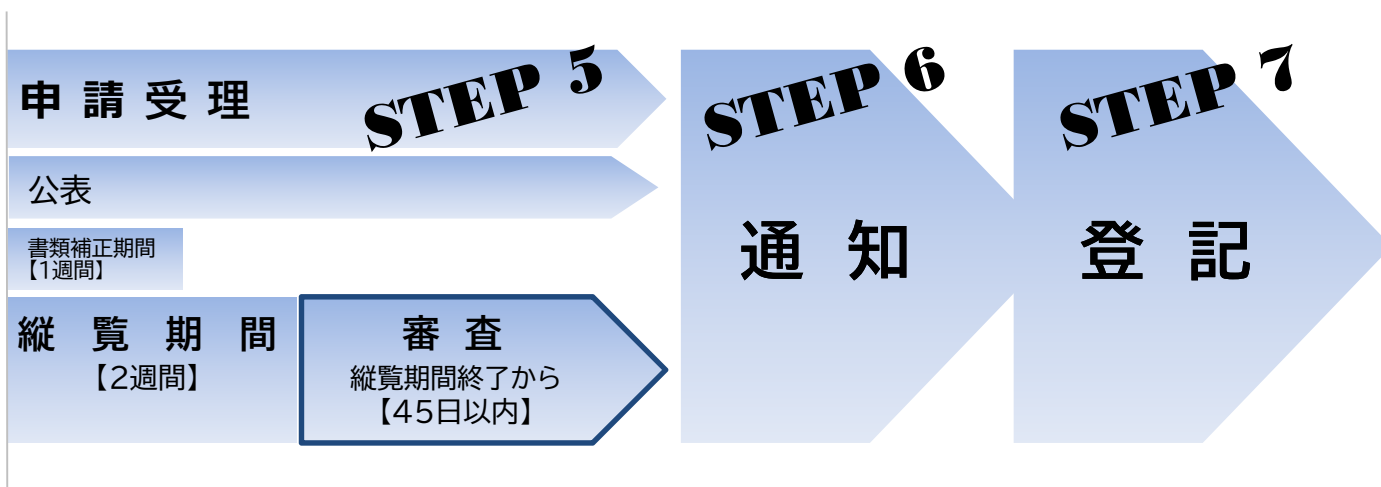 申請受理
STEP 5
公表
書類補正期間
【1週間】
縦覧期間
【2週間】
審査
縦覧期間終了から
【45日以内】
STEP 6
通知
STEP 7
登記